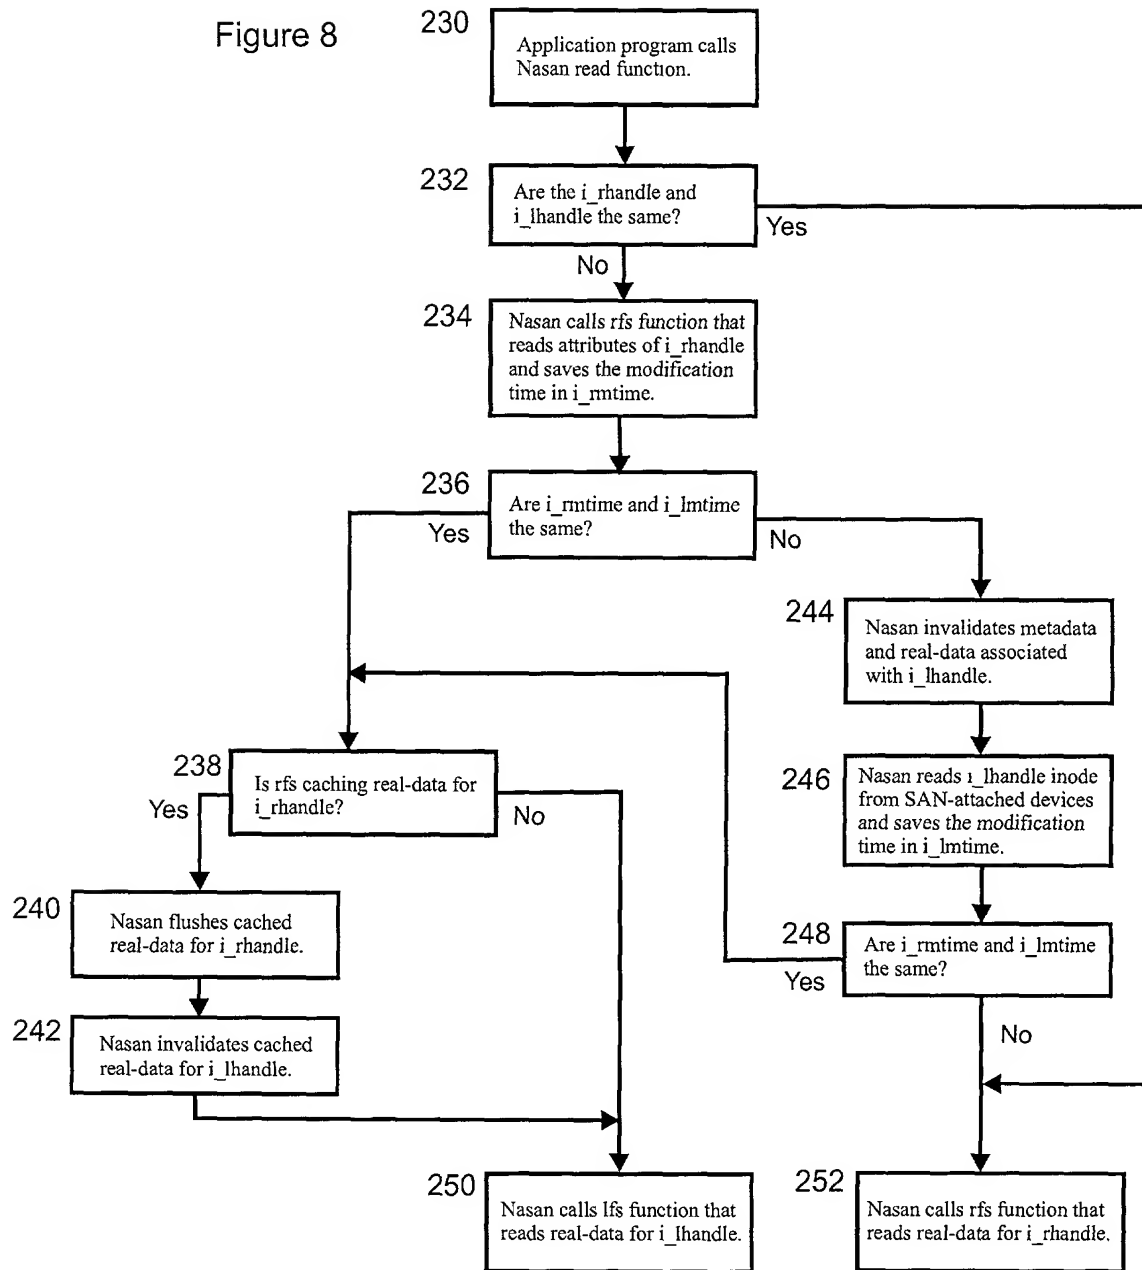 Figure 8
230
Application program calls
Nasan read function.
232
Are the i_rhandle and
i_lhandle the same?
Yes
No
234
Nasan calls rfs function that
reads attributes of i_rhandle
and saves the modification
time in i_rmtime.
236
Are i_rmtime and i_lmtime
the same?
Yes
No
244
Nasan invalidates metadata
and real-data associated
with i_lhandle.
238
Is rfs caching real-data for
i_rhandle?
Yes
No
246
Nasan reads i_lhandle inode
from SAN-attached devices
and saves the modification
time in i_lmtime.
240
Nasan flushes cached
real-data for i_rhandle.
248
Are i_rmtime and i_lmtime
the same?
Yes
No
242
Nasan invalidates cached
real-data for i_lhandle.
250
Nasan calls lfs function that
reads real-data for i_lhandle.
252
Nasan calls rfs function that
reads real-data for i_rhandle.